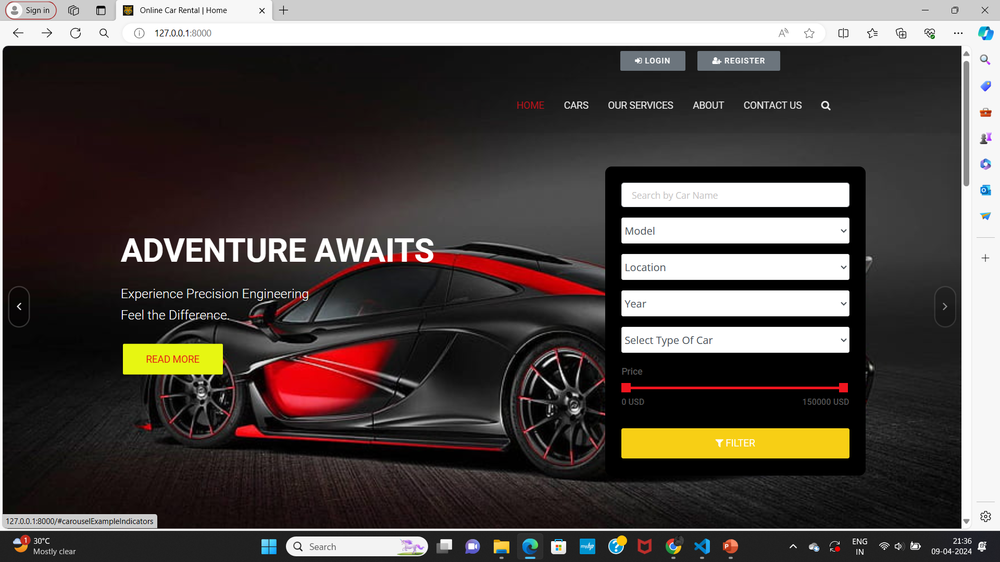 Sign in
Online Car Rental | Home
127.0.0.1:8000
LOGIN
REGISTER
HOME
CARS
OUR SERVICES
ABOUT
CONTACT US
Search by Car Name
Model
Location
Year
Select Type Of Car
Price
0 USD
150000 USD
FILTER
ADVENTURE AWAITS
Experience Precision Engineering
Feel the Difference.
READ MORE
127.0.0.1:8000/#carouselExampleIndicators
1
30°C
Mostly clear
Search
myhp
ENG
IN
21:36
09-04-2024